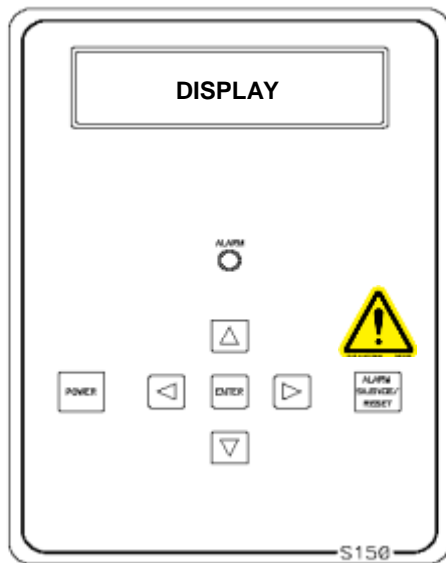 DISPLAY
ALARM
POWER
ENTER
ALARM
SILENCE/
RESET
S150